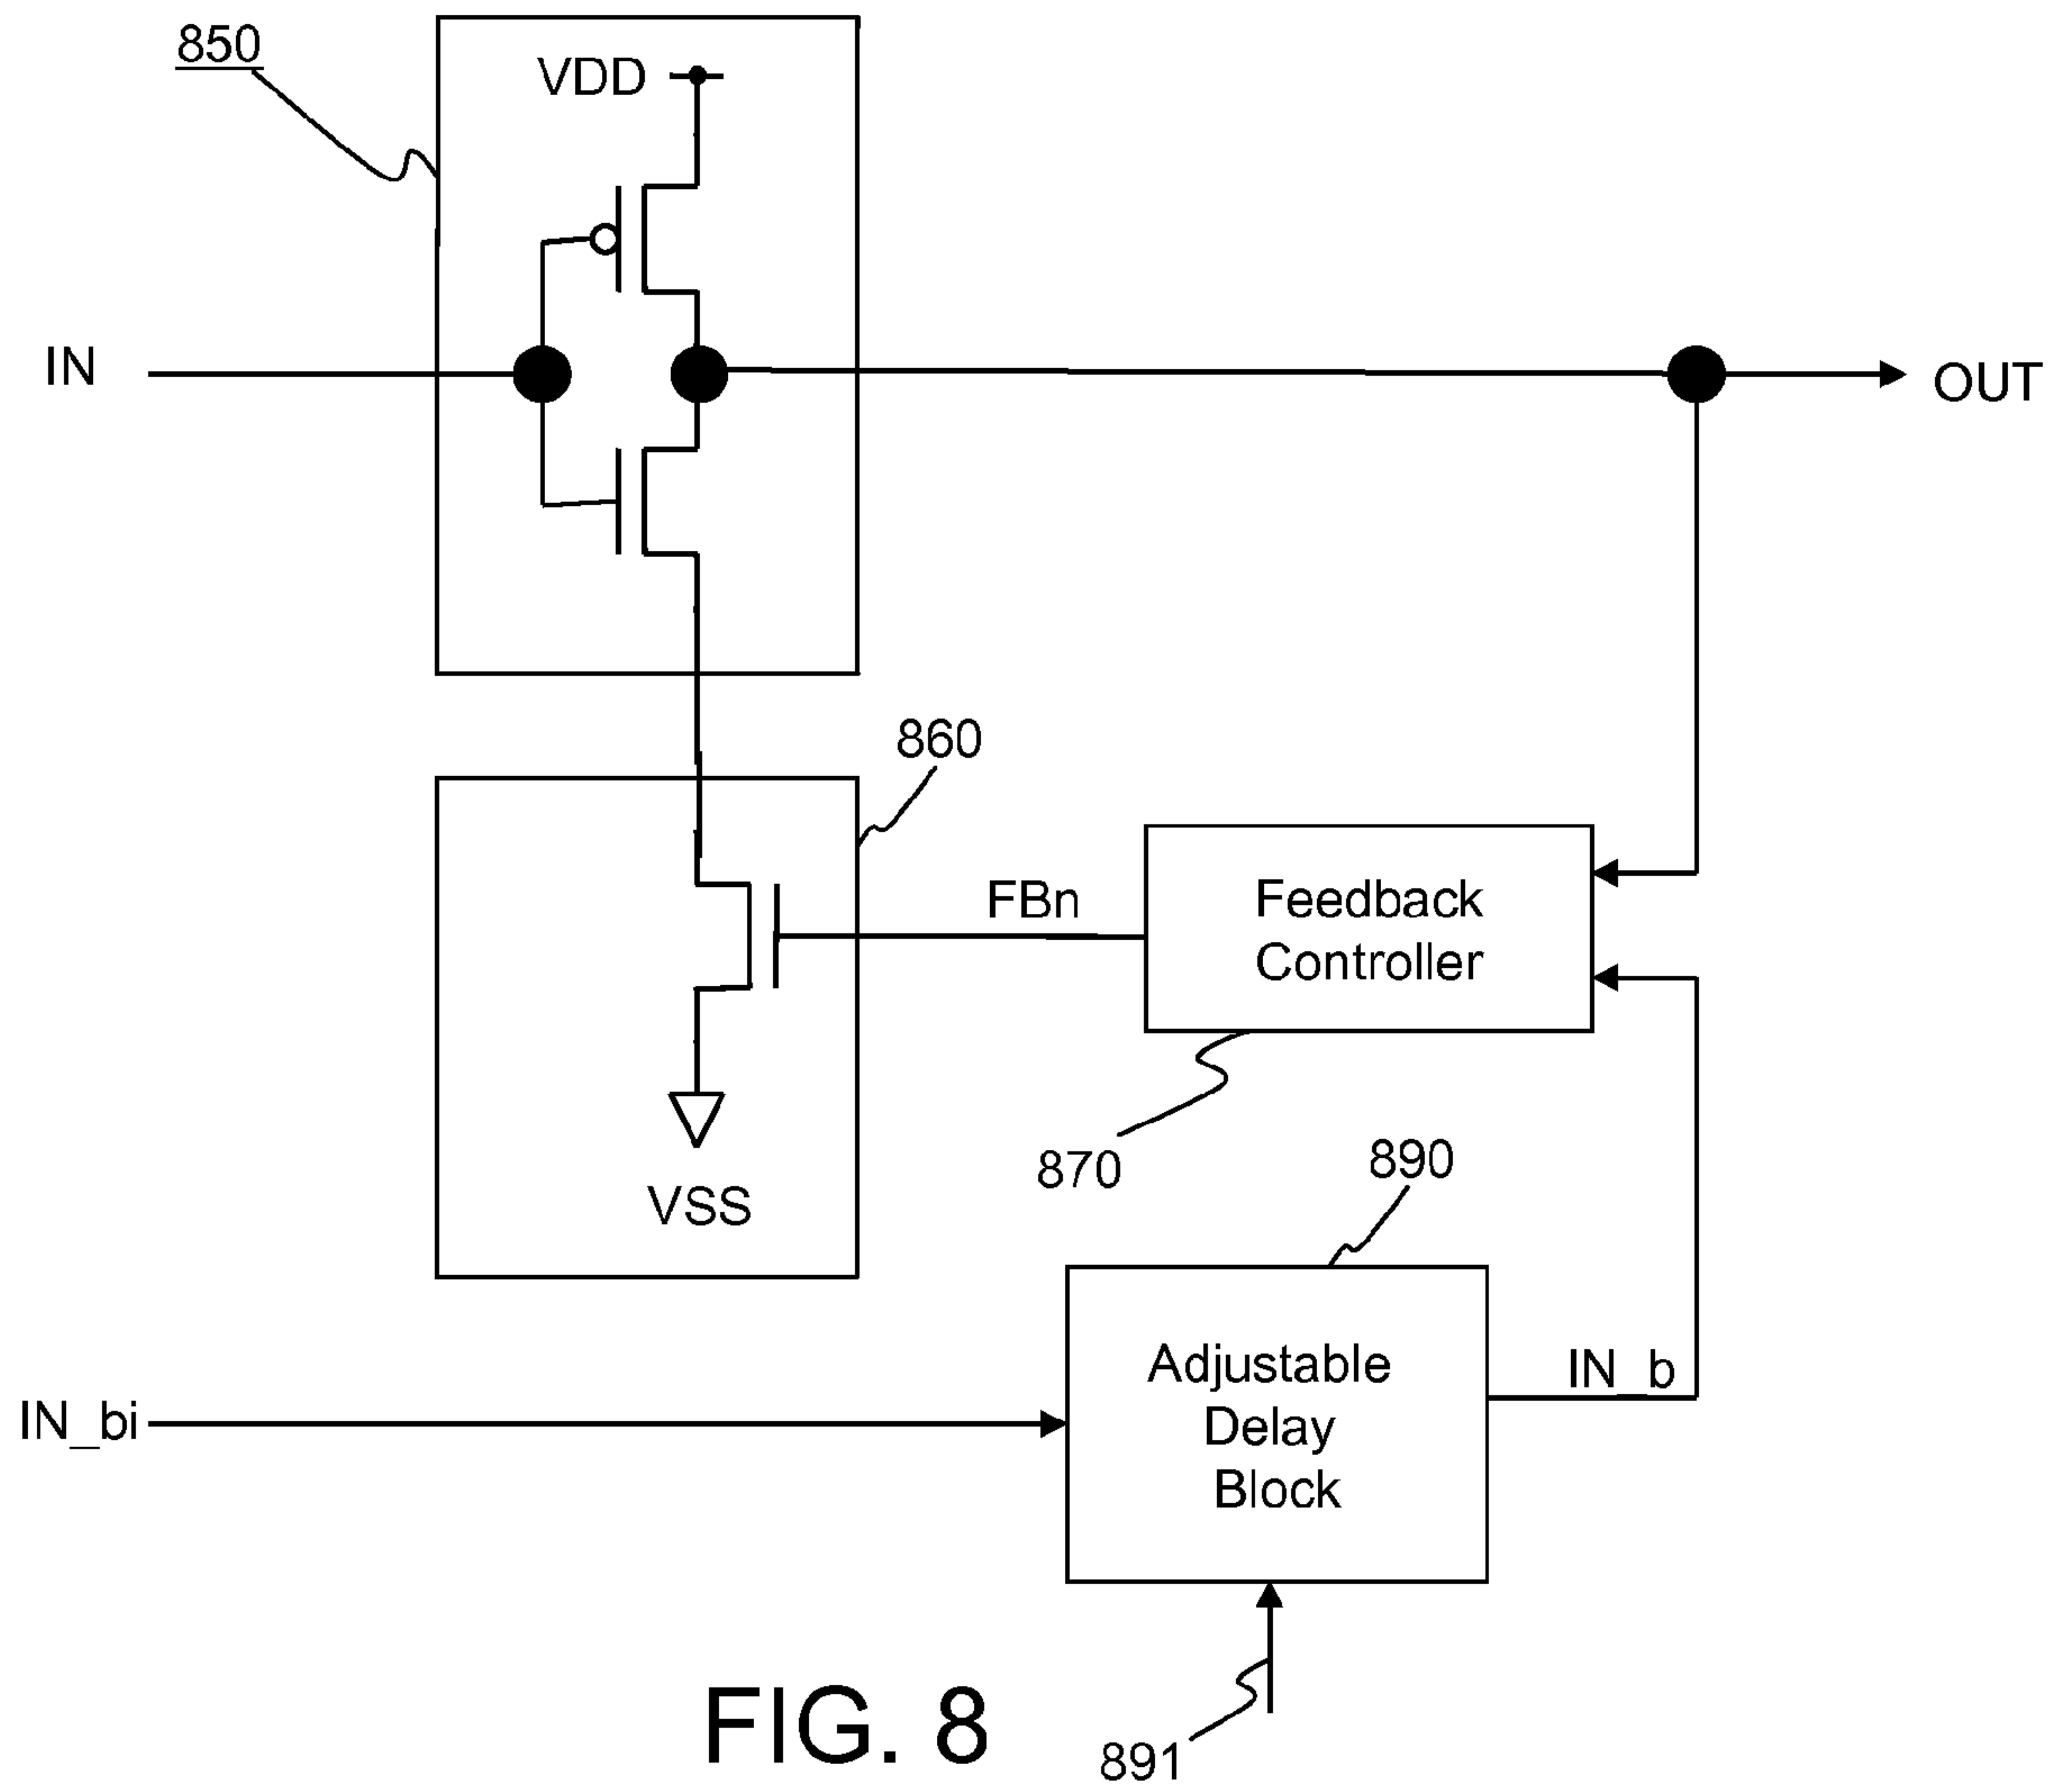 850
VDD
IN
OUT
860
FBn
Feedback
Controller
870
890
VSS
Adjustable
Delay
Block
IN_b
IN_bi
891
FIG. 8